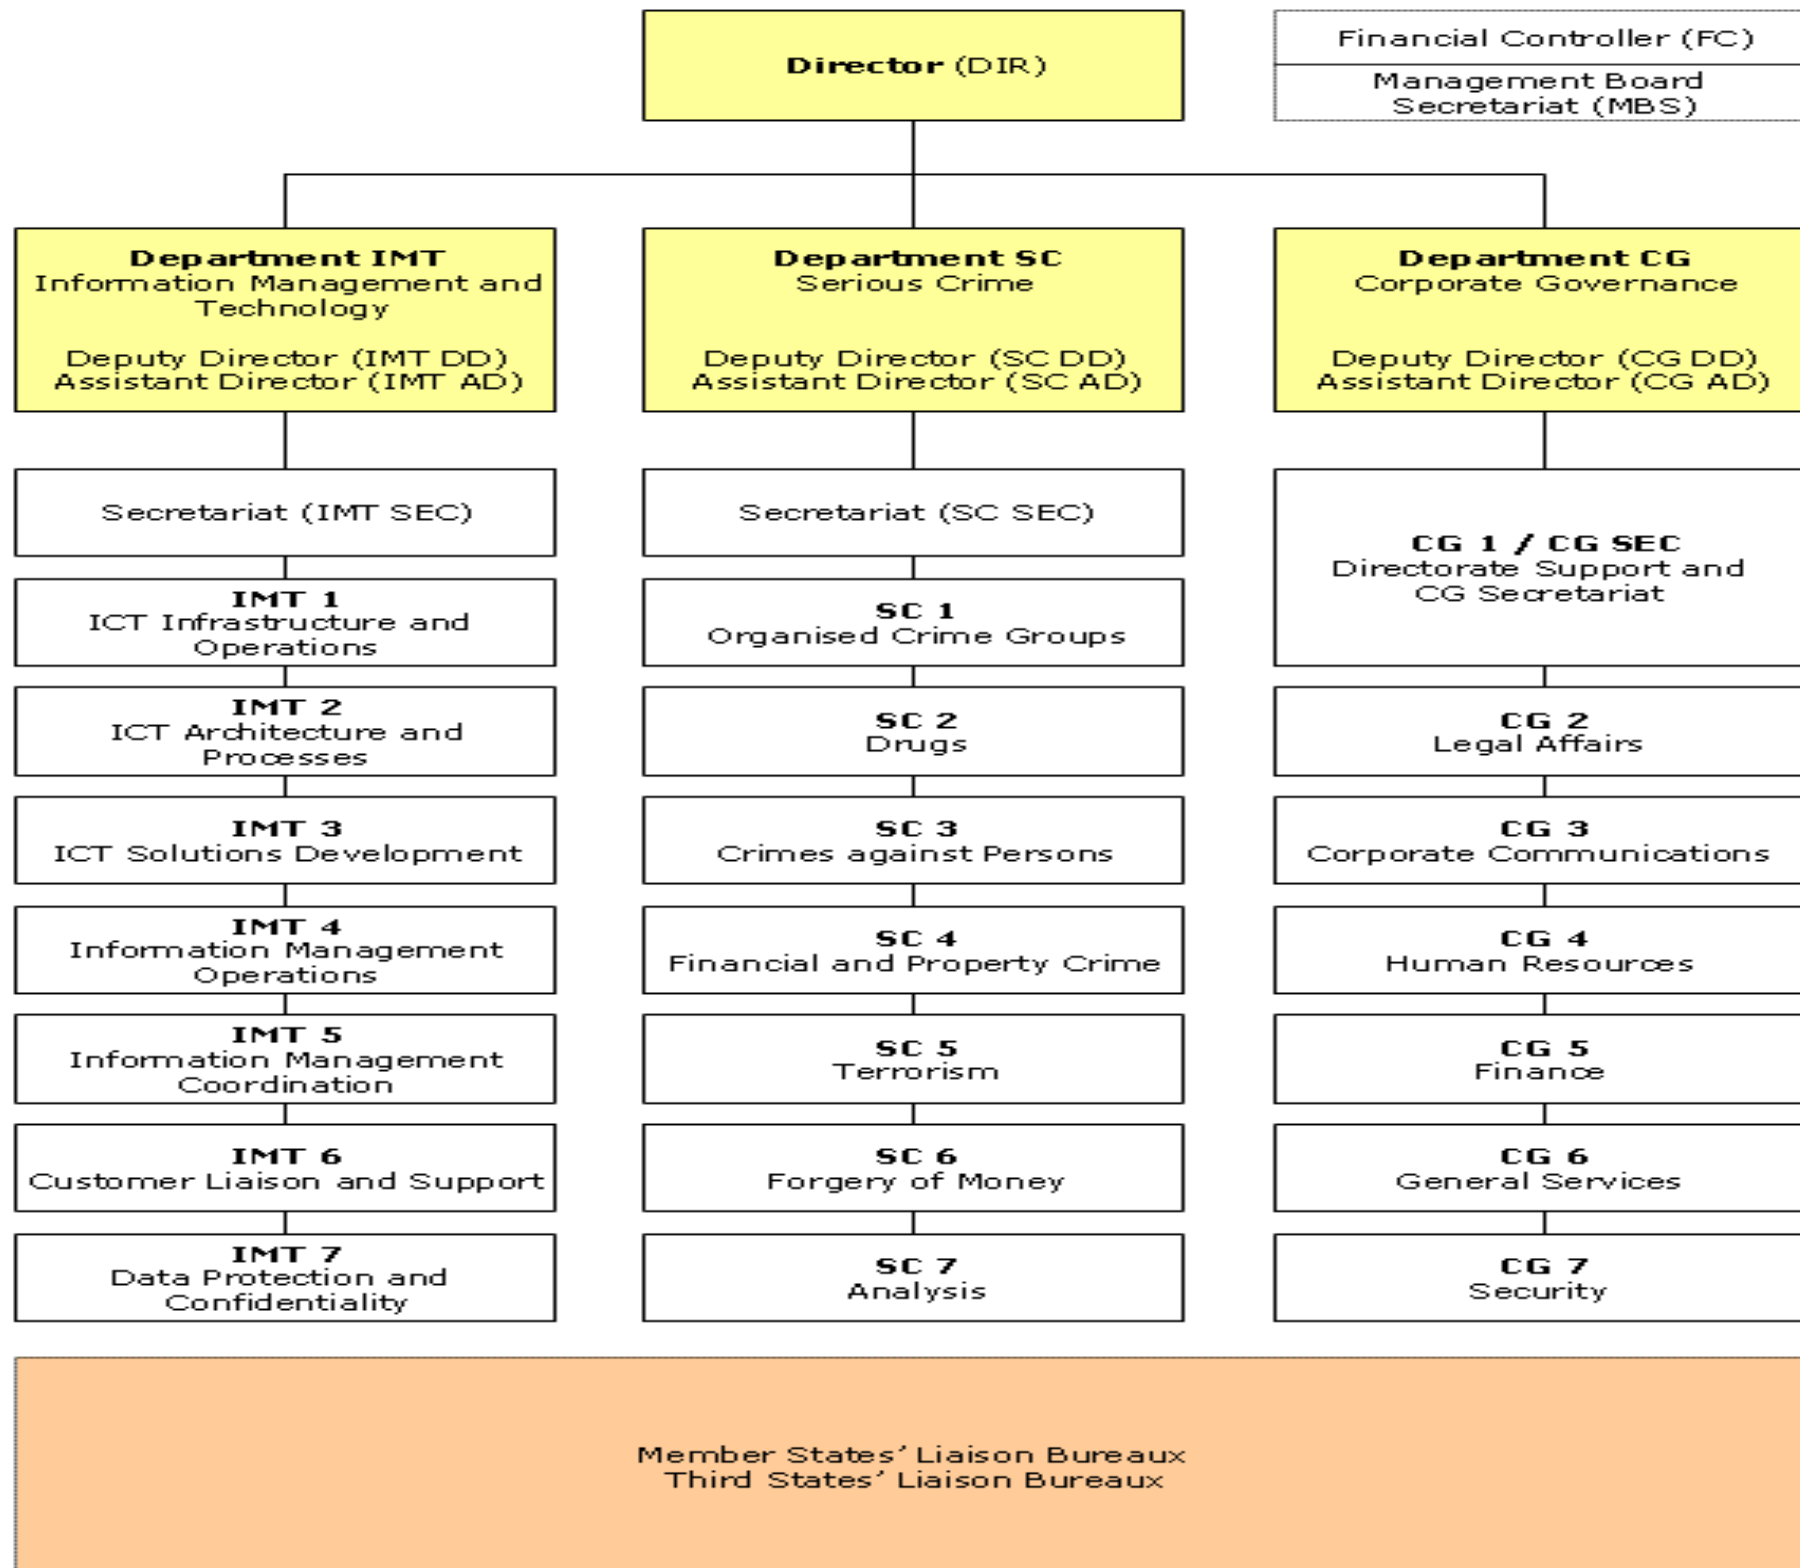 Director (DIR)
Financial Controller (FC)
Management Board
Secretariat (MBS)
Department IMT
Information Management and
Technology
Deputy Director (IMT DD)
Assistant Director (IMT AD)
Department SC
Serious Crime
Deputy Director (SC DD)
Assistant Director (SC AD)
Department CG
Corporate Governance
Deputy Director (CG DD)
Assistant Director (CG AD)
Secretariat (IMT SEC)
IMT 1
ICT Infrastructure and
Operations
IMT 2
ICT Architecture and
Processes
IMT 3
ICT Solutions Development
IMT 4
Information Management
Operations
IMT 5
Information Management
Coordination
IMT 6
Customer Liaison and Support
IMT 7
Data Protection and
Confidentiality
Secretariat (SC SEC)
SC 1
Organised Crime Groups
SC 2
Drugs
SC 3
Crimes against Persons
SC 4
Financial and Property Crime
SC 5
Terrorism
SC 6
Forgery of Money
SC 7
Analysis
CG 1 / CG SEC
Directorate Support and
CG Secretariat
CG 2
Legal Affairs
CG 3
Corporate Communications
CG 4
Human Resources
CG 5
Finance
CG 6
General Services
CG 7
Security
Member States’ Liaison Bureaux
Third States’ Liaison Bureaux